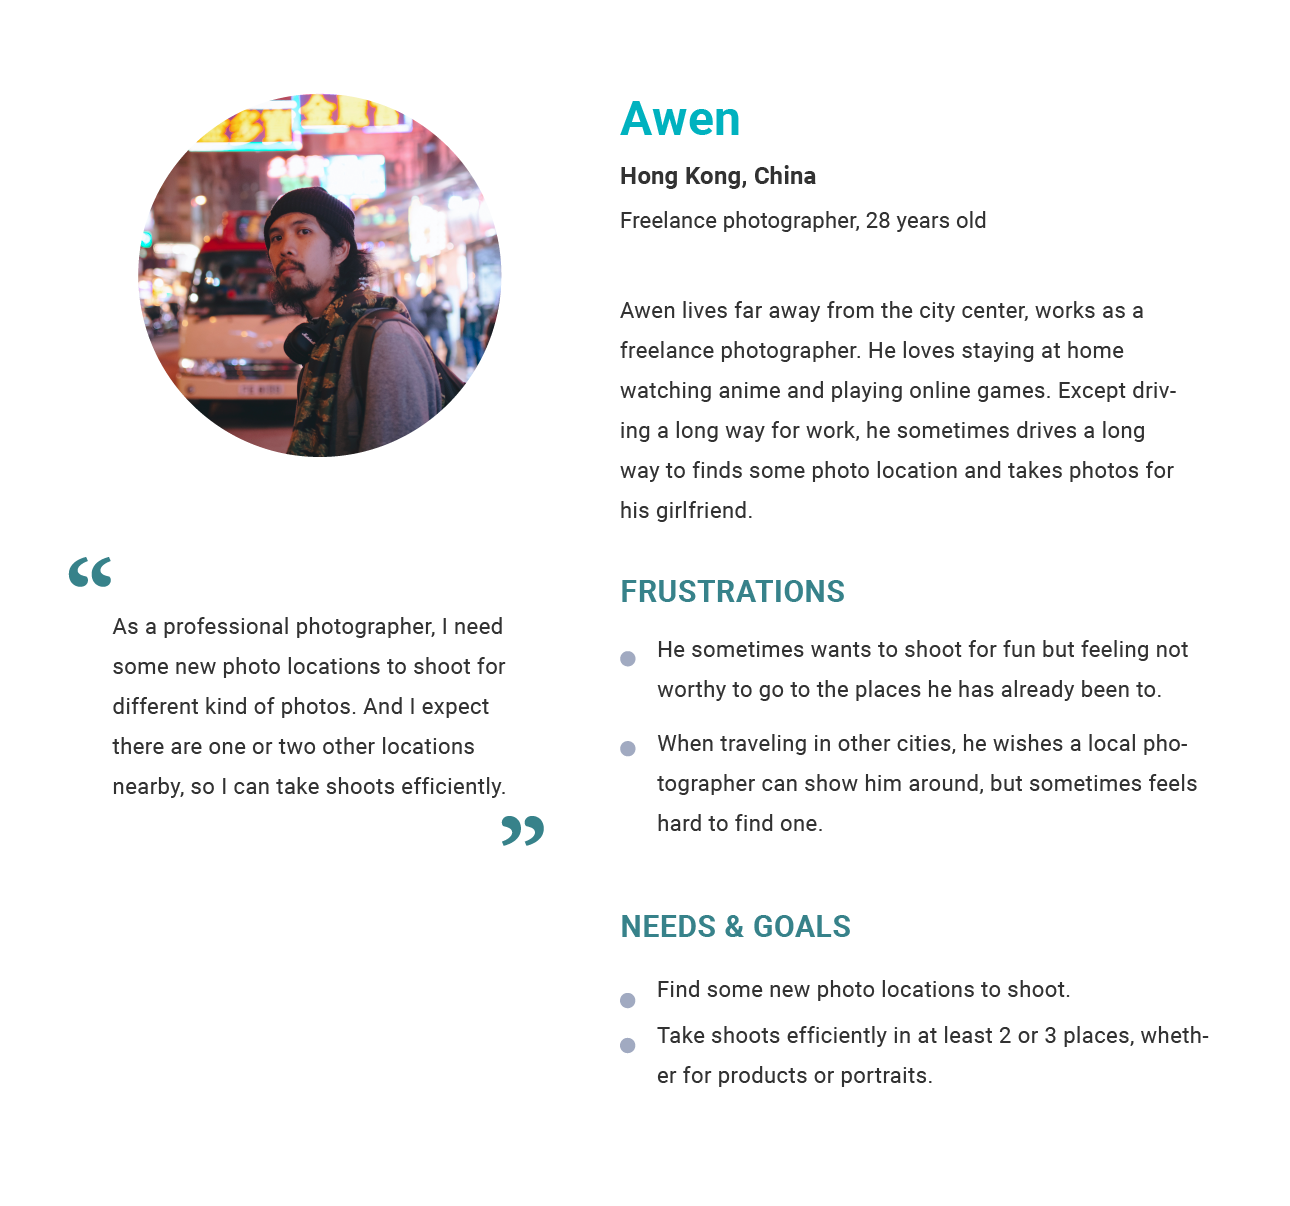 Awen
Hong Kong, China
Freelance photographer, 28 years old
Awen lives far away from the city center, works as a
freelance photographer. He loves staying at home
watching anime and playing online games. Except driv-
ing a long way for work, he sometimes drives a long
way to finds some photo location and takes photos for
his girlfriend.
“
As a professional photographer, I need
some new photo locations to shoot for
different kind of photos. And I expect
there are one or two other locations
nearby, so I can take shoots efficiently.
”
FRUSTRATIONS
He sometimes wants to shoot for fun but feeling not
worthy to go to the places he has already been to.
When traveling in other cities, he wishes a local pho-
tographer can show him around, but sometimes feels
hard to find one.
NEEDS & GOALS
Find some new photo locations to shoot.
Take shoots efficiently in at least 2 or 3 places, wheth-
er for products or portraits.